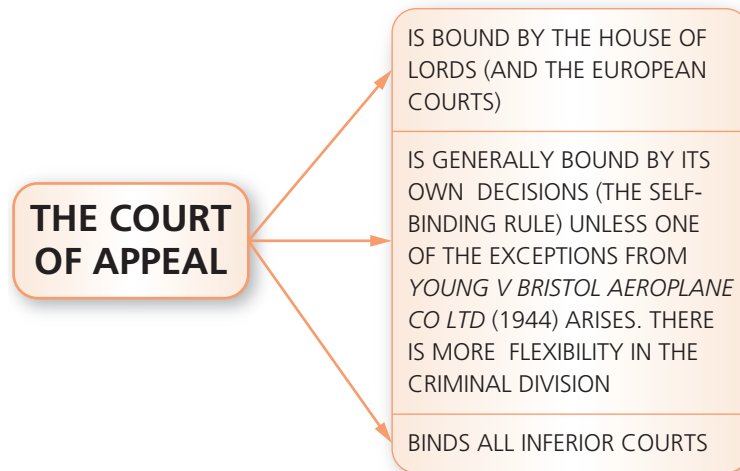 THE COURT
OF APPEAL
IS BOUND BY THE HOUSE OF
LORDS (AND THE EUROPEAN
COURTS)
IS GENERALLY BOUND BY ITS
OWN DECISIONS (THE SELF-
BINDING RULE) UNLESS ONE
OF THE EXCEPTIONS FROM
YOUNG V BRISTOL AEROPLANE
CO LTD (1944) ARISES. THERE
IS MORE FLEXIBILITY IN THE
CRIMINAL DIVISION
BINDS ALL INFERIOR COURTS